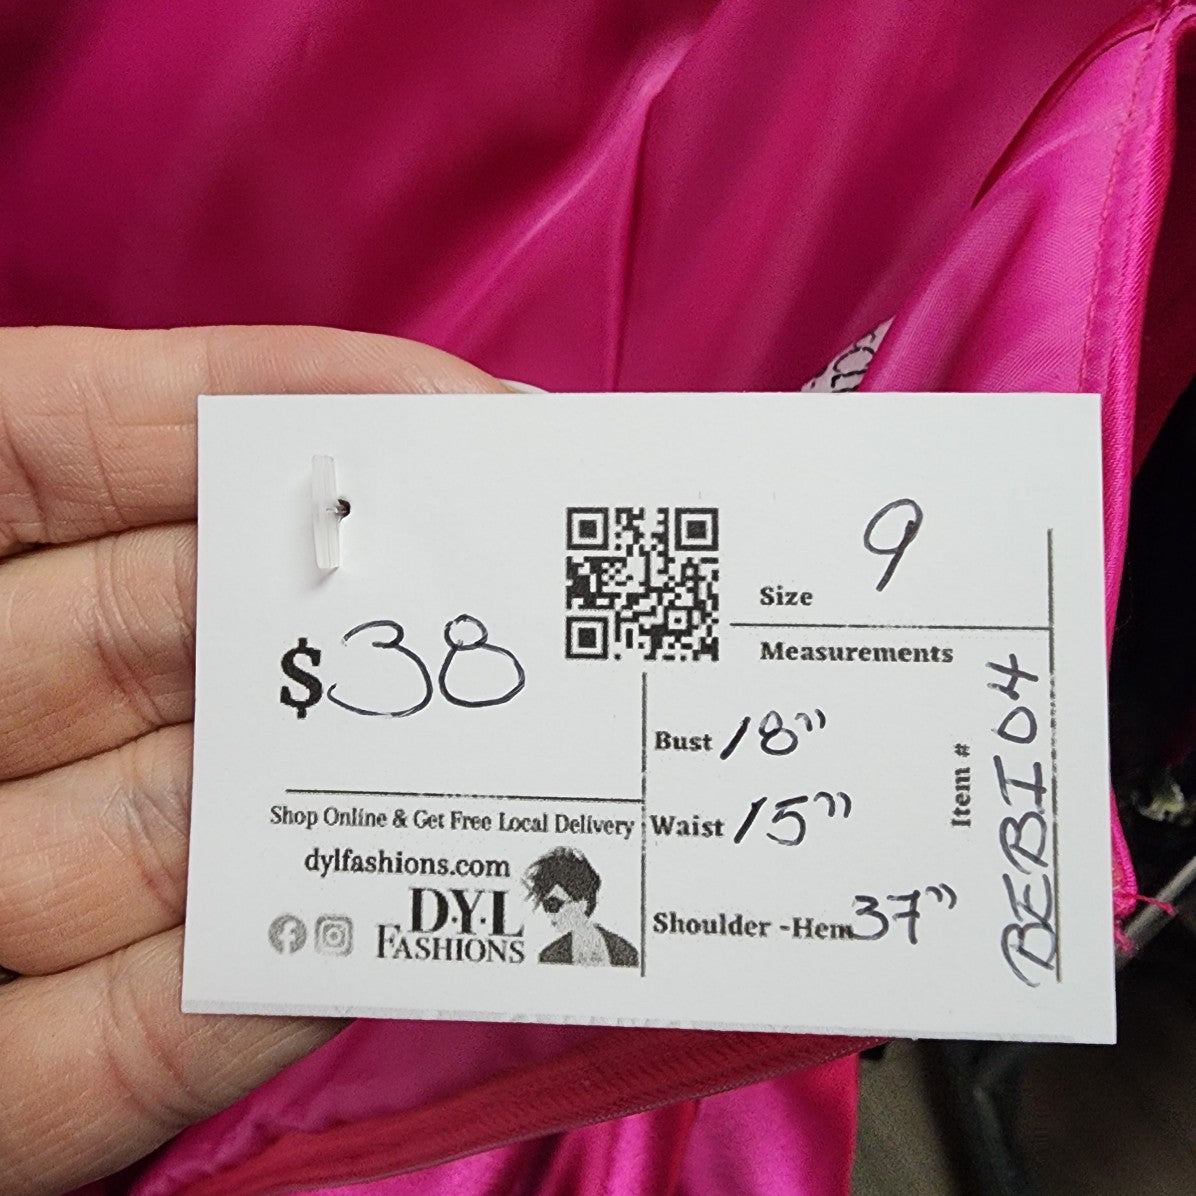 $38
Size 9
Measurements
Bust 18"
Waist 15"
Shoulder -Hem 37"
Item # BEBI04
Shop Online & Get Free Local Delivery
dylfashions.com
D·Y·L
FASHIONS